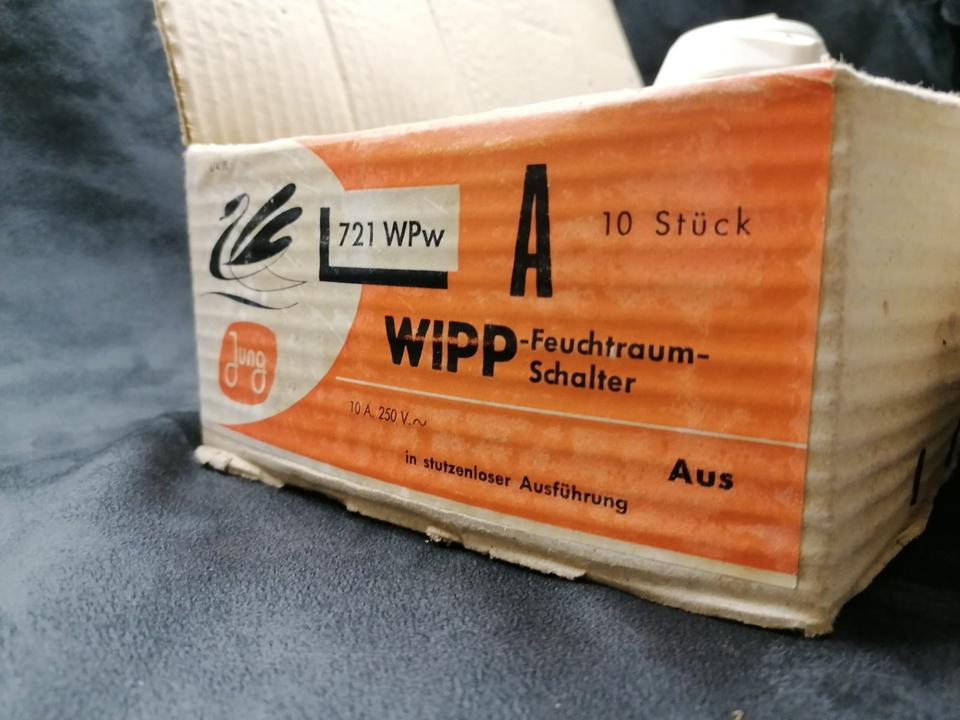 721 WPw
A
10 Stück
WIPP-Feuchtraum-
Schalter
Jung
10 A. 250 V.~
Aus
in stutzenloser Ausführung